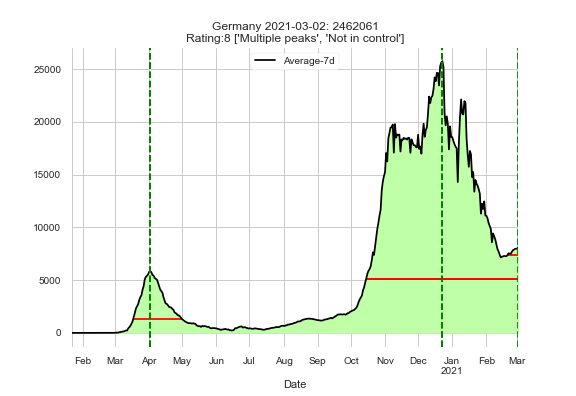 Germany 2021-03-02: 2462061
Rating:8 ['Multiple peaks', 'Not in control']
Average-7d
25000
20000
15000
10000
5000
0
Feb Mar Apr May Jun Jul Aug Sep Oct Nov Dec Jan Feb Mar
2021
Date